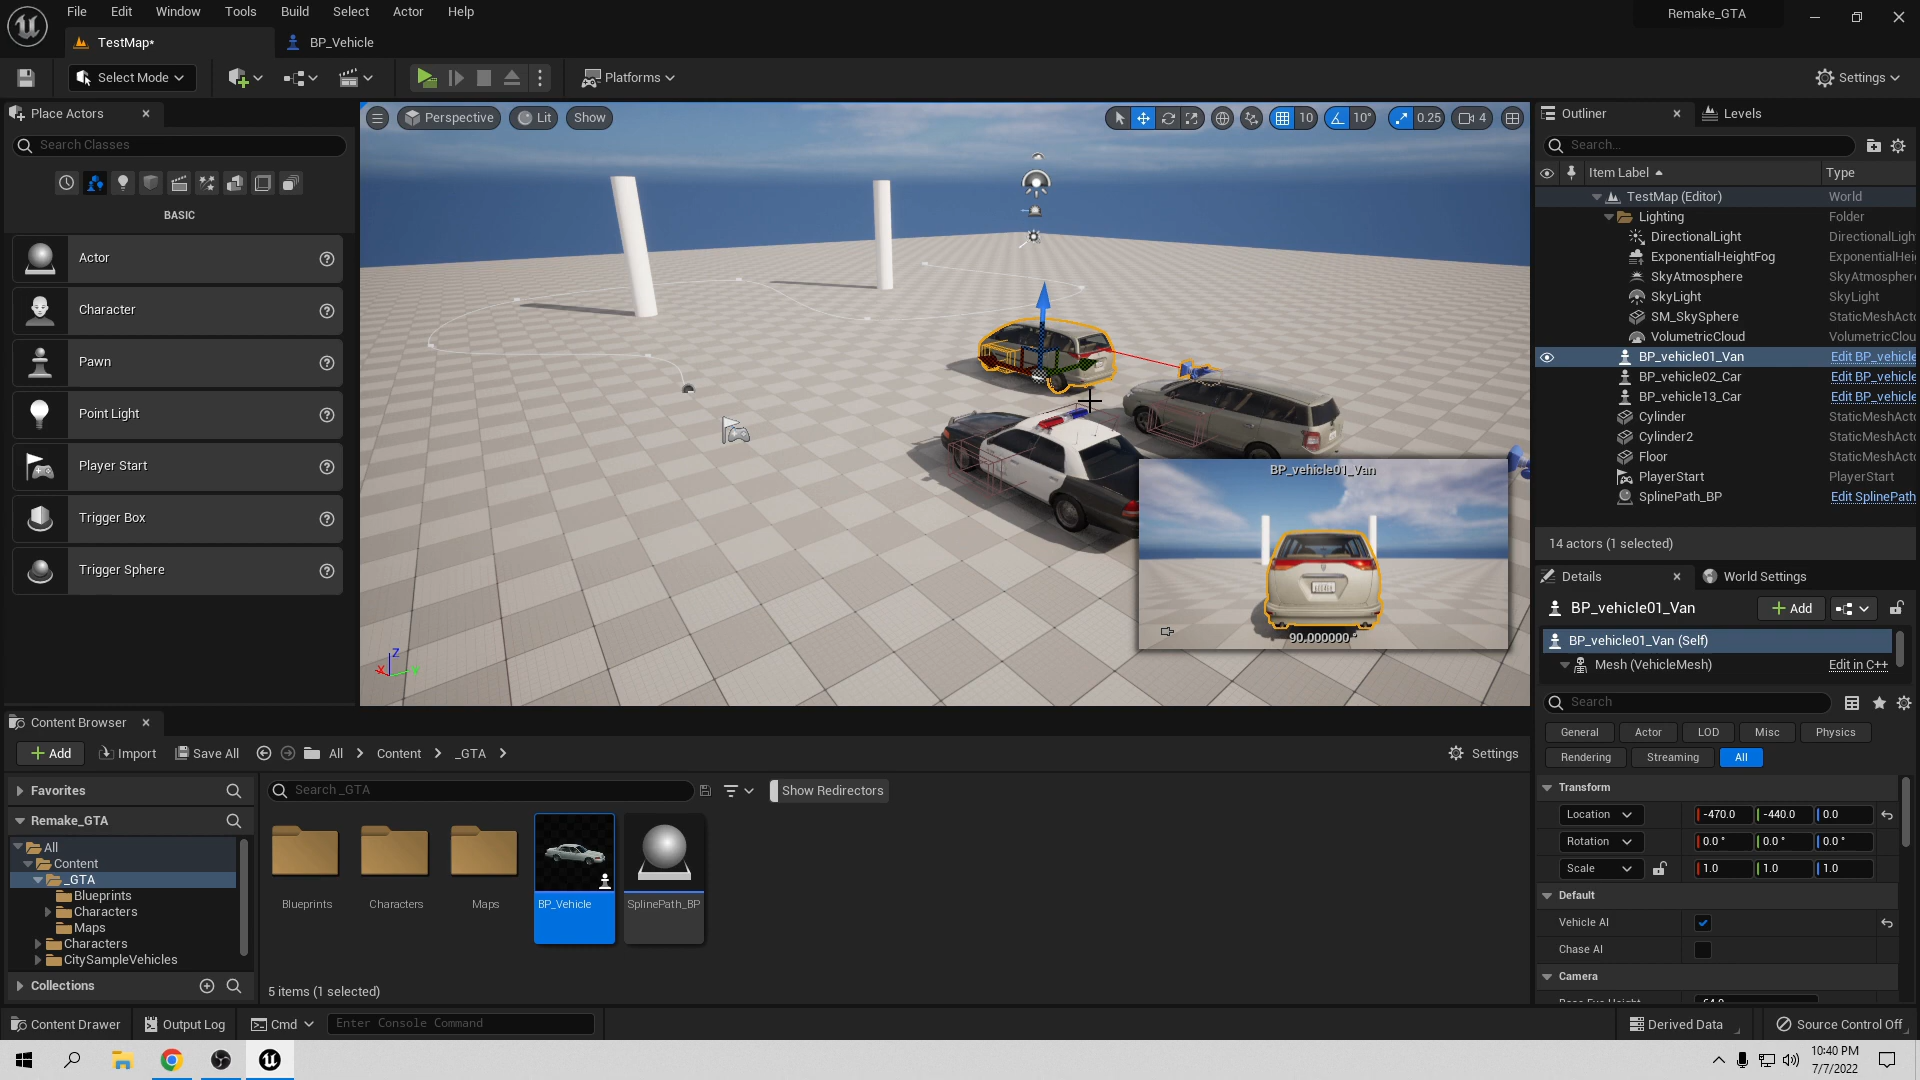 File Edit Window Tools Build Select Actor Help
Remake_GTA
TestMap*
BP_Vehicle
Select Mode
Platforms
Settings
Place Actors
Search Classes
BASIC
Actor
Character
Pawn
Point Light
Player Start
Trigger Box
Trigger Sphere
Perspective
Lit
Show
10
10°
0.25
4
Z
X
BP_vehicle01_Van
90.000000°
Outliner
Levels
Search...
Item Label
Type
TestMap (Editor) World
Lighting Folder
DirectionalLight DirectionalLigh
ExponentialHeightFog ExponentialHei
SkyAtmosphere SkyAtmospher
SkyLight SkyLight
SM_SkySphere StaticMeshActo
VolumetricCloud VolumetricClou
BP_vehicle01_Van Edit BP_vehicle
BP_vehicle02_Car Edit BP_vehicle
BP_vehicle13_Car Edit BP_vehicle
Cylinder StaticMeshActo
Cylinder2 StaticMeshActo
Floor StaticMeshActo
PlayerStart PlayerStart
SplinePath_BP Edit SplinePath
14 actors (1 selected)
Details
World Settings
BP_vehicle01_Van
Add
BP_vehicle01_Van (Self)
Mesh (VehicleMesh) Edit in C++
Search
General Actor LOD Misc Physics
Rendering Streaming All
Transform
Location -470.0 -440.0 0.0
Rotation 0.0 ° 0.0 ° 0.0 °
Scale 1.0 1.0 1.0
Default
Vehicle AI
Chase AI
Camera
Content Browser
Add Import Save All All Content _GTA Settings
Favorites
Remake_GTA
All
Content
_GTA
Blueprints
Characters
Maps
Characters
CitySampleVehicles
Collections
Search _GTA
Show Redirectors
Blueprints
Characters
Maps
BP_Vehicle
SplinePath_BP
5 items (1 selected)
Content Drawer
Output Log
Cmd
Enter Console Command
Derived Data
Source Control Off
10:40 PM
7/7/2022